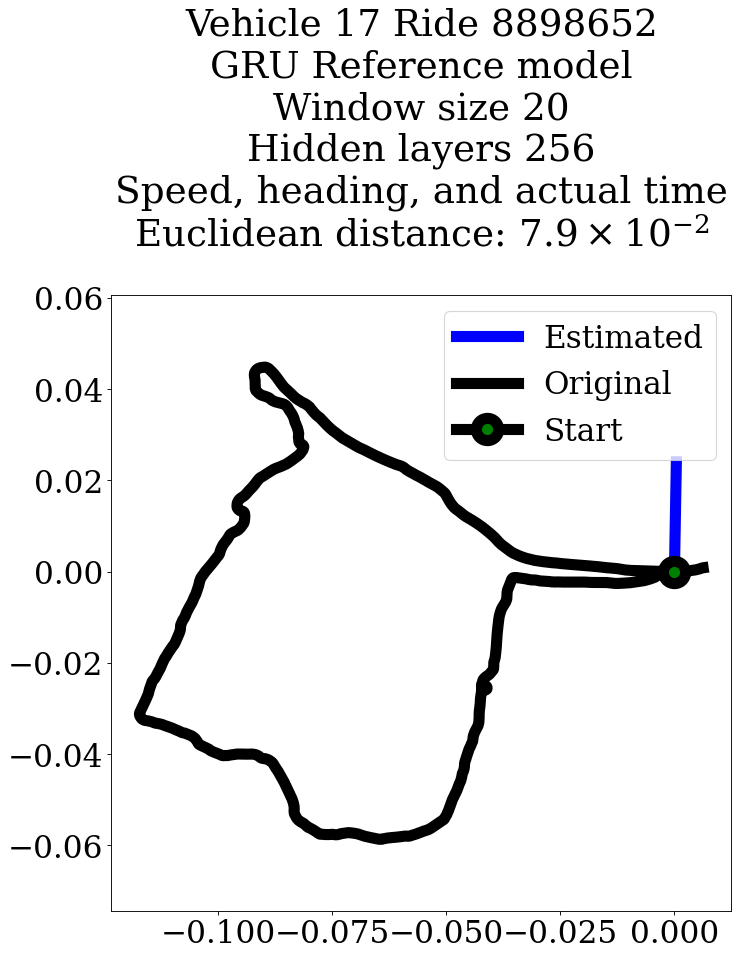 Vehicle 17 Ride 8898652
GRU Reference model
Window size 20
Hidden layers 256
Speed, heading, and actual time
Euclidean distance: 7.9 × 10⁻²
Estimated
Original
Start
0.06
0.04
0.02
0.00
−0.02
−0.04
−0.06
−0.100 −0.075 −0.050 −0.025 0.000